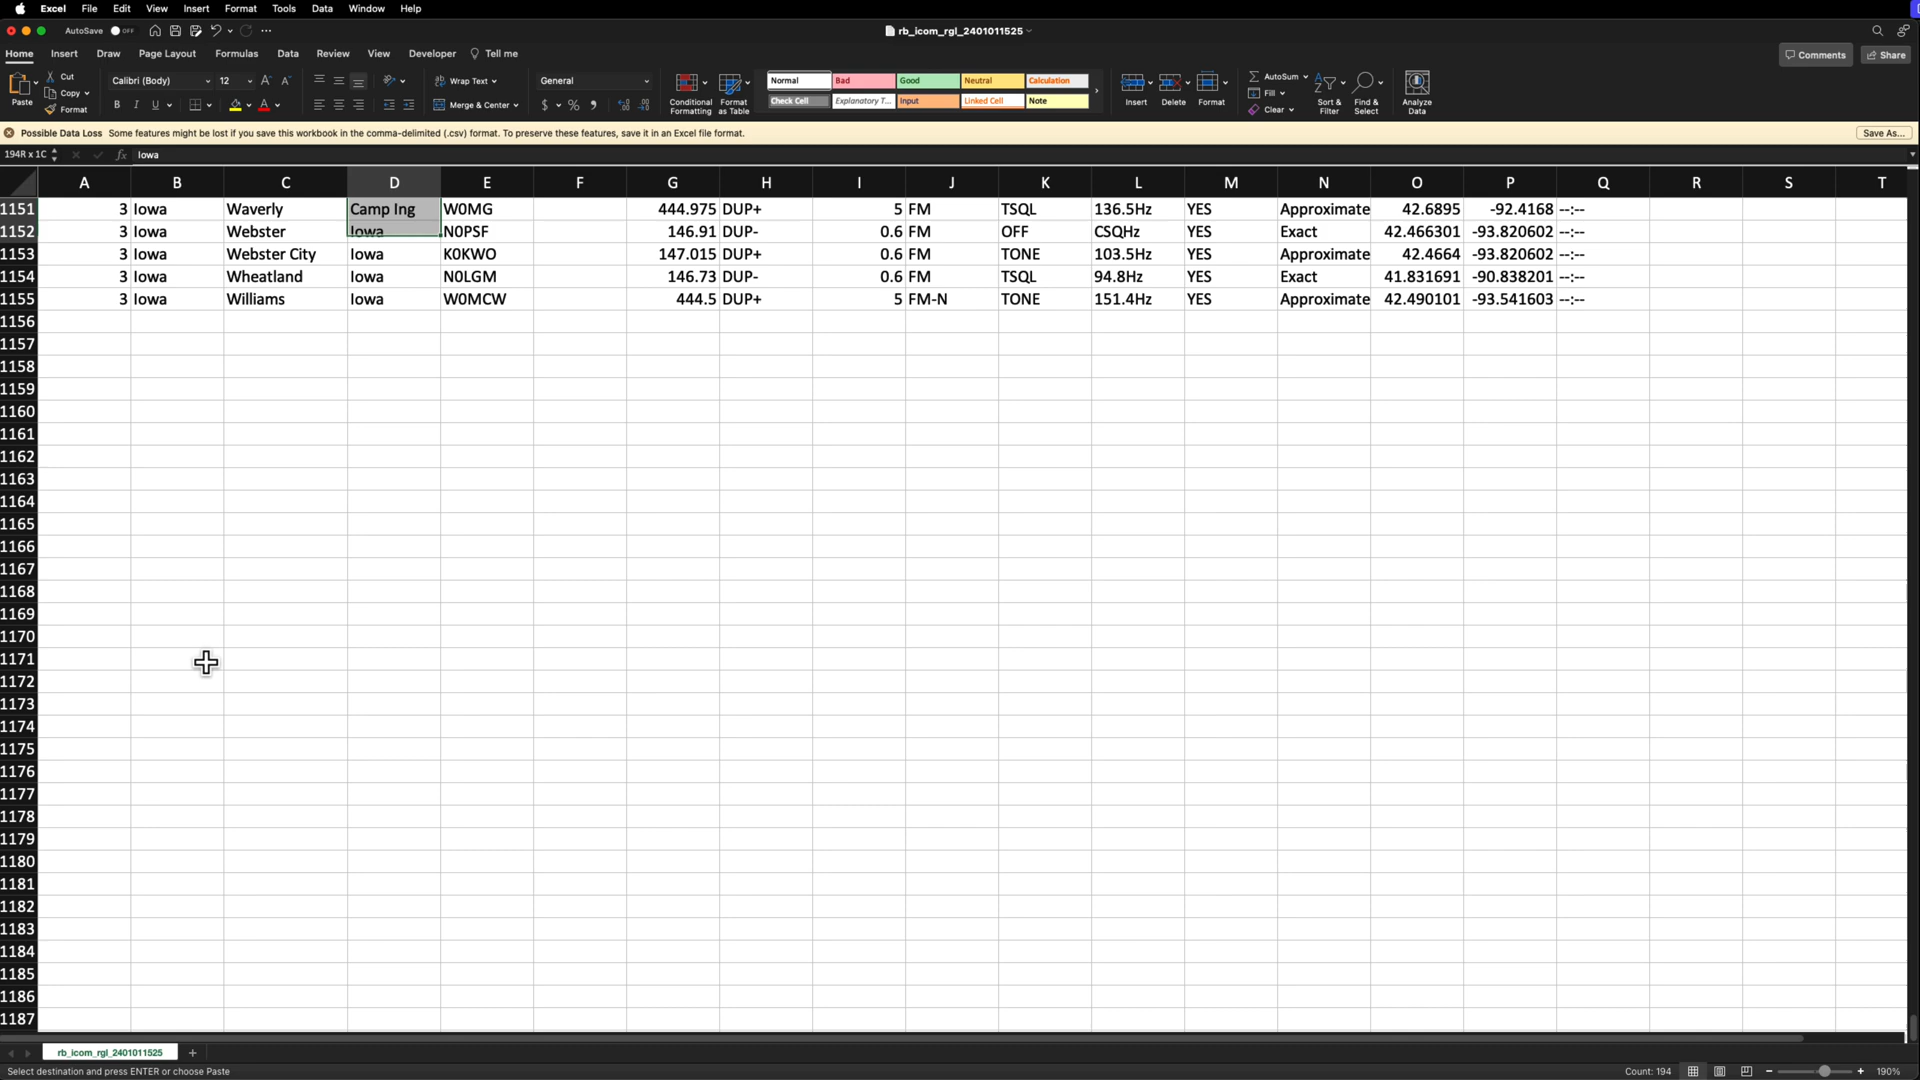 Excel File Edit View Insert Format Tools Data Window Help
AutoSave OFF rb_icom_rgl_2401011525
Home Insert Draw Page Layout Formulas Data Review View Developer Tell me Comments Share
Paste Cut Copy Format
Calibri (Body) 12 A A
B I U A
Wrap Text
Merge & Center
General
$ %
Conditional Formatting Format as Table
Normal Bad Good Neutral Calculation
Check Cell Explanatory T... Input Linked Cell Note
Insert Delete Format
AutoSum
Fill
Clear
Sort & Filter Find & Select Analyze Data
Possible Data Loss Some features might be lost if you save this workbook in the comma-delimited (.csv) format. To preserve these features, save it in an Excel file format. Save As...
194R x 1C fx Iowa
A B C D E F G H I J K L M N O P Q R S T
1151 3 Iowa Waverly Camp Ing W0MG 444.975 DUP+ 5 FM TSQL 136.5Hz YES Approximate 42.6895 -92.4168 --:--
1152 3 Iowa Webster Iowa N0PSF 146.91 DUP- 0.6 FM OFF CSQHz YES Exact 42.466301 -93.820602 --:--
1153 3 Iowa Webster City Iowa K0KWO 147.015 DUP+ 0.6 FM TONE 103.5Hz YES Approximate 42.4664 -93.820602 --:--
1154 3 Iowa Wheatland Iowa N0LGM 146.73 DUP- 0.6 FM TSQL 94.8Hz YES Exact 41.831691 -90.838201 --:--
1155 3 Iowa Williams Iowa W0MCW 444.5 DUP+ 5 FM-N TONE 151.4Hz YES Approximate 42.490101 -93.541603 --:--
1156
1157
1158
1159
1160
1161
1162
1163
1164
1165
1166
1167
1168
1169
1170
1171
1172
1173
1174
1175
1176
1177
1178
1179
1180
1181
1182
1183
1184
1185
1186
1187
rb_icom_rgl_2401011525 +
Select destination and press ENTER or choose Paste Count: 194 190%